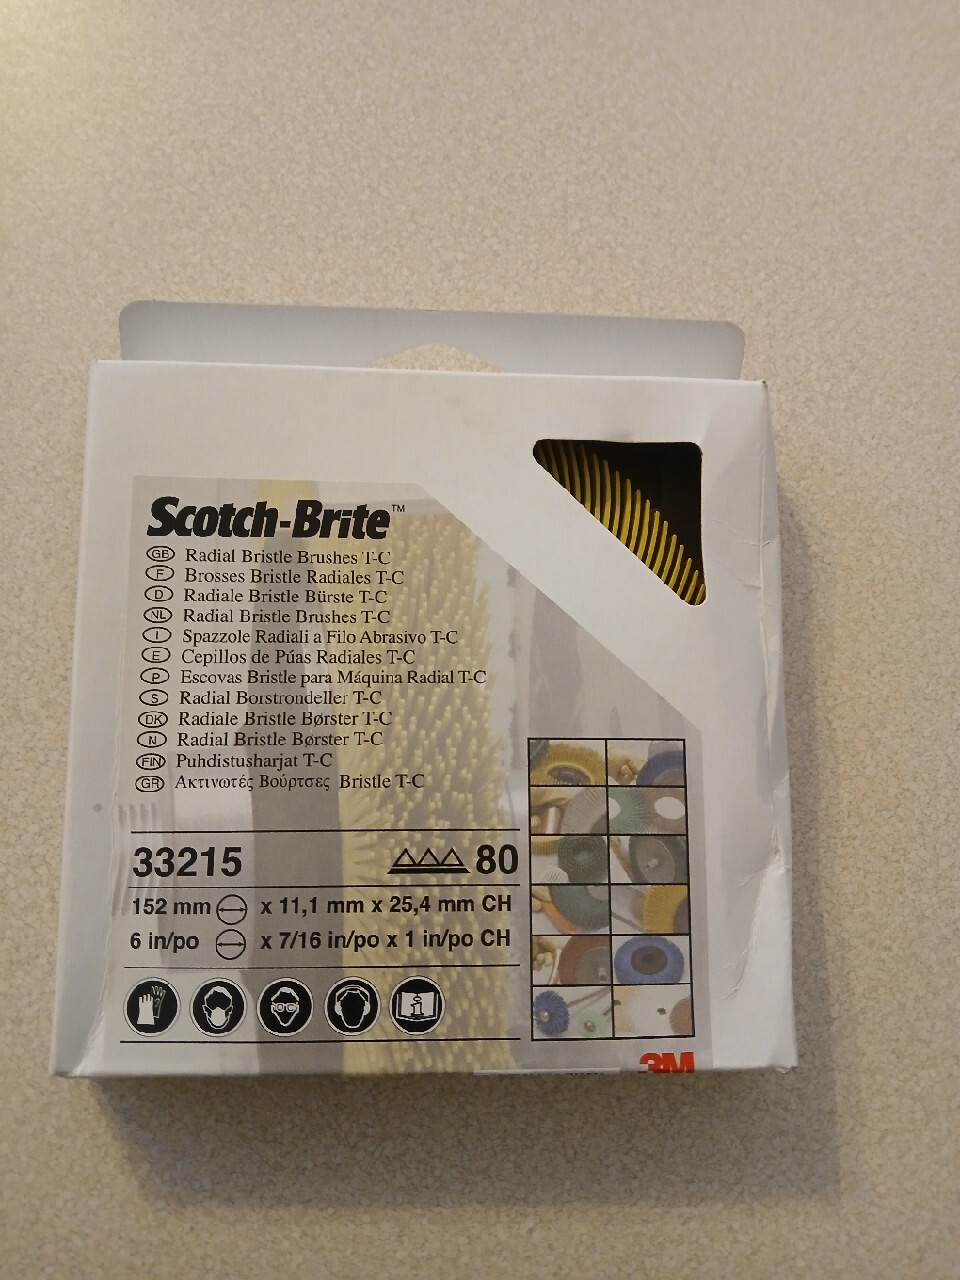 Scotch-Brite™
GB Radial Bristle Brushes T-C
F Brosses Bristle Radiales T-C
D Radiale Bristle Bürste T-C
NL Radial Bristle Brushes T-C
I Spazzole Radiali a Filo Abrasivo T-C
E Cepillos de Púas Radiales T-C
P Escovas Bristle para Máquina Radial T-C
S Radial Borstrondeller T-C
DK Radiale Bristle Børster T-C
N Radial Bristle Børster T-C
FIN Puhdistusharjat T-C
GR Ακτινωτές Βούρτσες Bristle T-C
33215 80
152 mm x 11,1 mm x 25,4 mm CH
6 in/po x 7/16 in/po x 1 in/po CH
3M